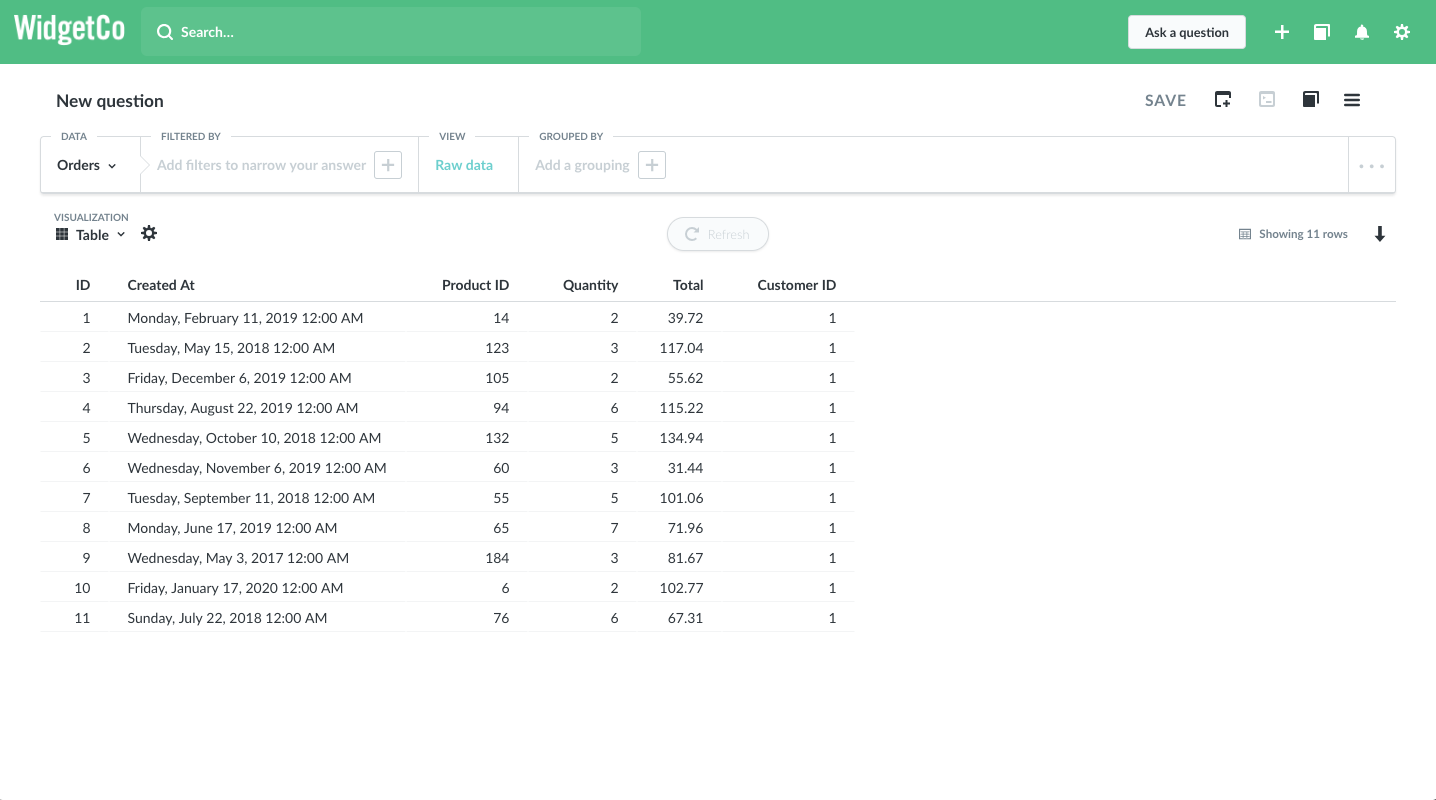 WidgetCo Search... Ask a question
New question SAVE
DATA FILTERED BY VIEW GROUPED BY
Orders Add filters to narrow your answer Raw data Add a grouping
VISUALIZATION
Table Refresh Showing 11 rows
ID Created At Product ID Quantity Total Customer ID
1 Monday, February 11, 2019 12:00 AM 14 2 39.72 1
2 Tuesday, May 15, 2018 12:00 AM 123 3 117.04 1
3 Friday, December 6, 2019 12:00 AM 105 2 55.62 1
4 Thursday, August 22, 2019 12:00 AM 94 6 115.22 1
5 Wednesday, October 10, 2018 12:00 AM 132 5 134.94 1
6 Wednesday, November 6, 2019 12:00 AM 60 3 31.44 1
7 Tuesday, September 11, 2018 12:00 AM 55 5 101.06 1
8 Monday, June 17, 2019 12:00 AM 65 7 71.96 1
9 Wednesday, May 3, 2017 12:00 AM 184 3 81.67 1
10 Friday, January 17, 2020 12:00 AM 6 2 102.77 1
11 Sunday, July 22, 2018 12:00 AM 76 6 67.31 1